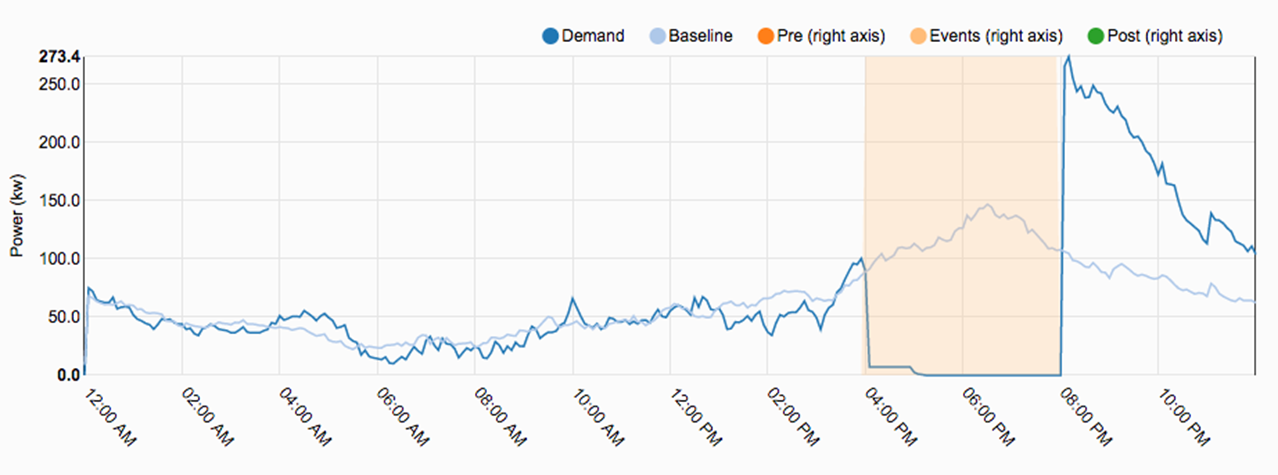 Demand Baseline Pre (right axis) Events (right axis) Post (right axis)
273.4
250.0
200.0
150.0
100.0
50.0
0.0
Power (kw)
12:00 AM 02:00 AM 04:00 AM 06:00 AM 08:00 AM 10:00 AM 12:00 PM 02:00 PM 04:00 PM 06:00 PM 08:00 PM 10:00 PM